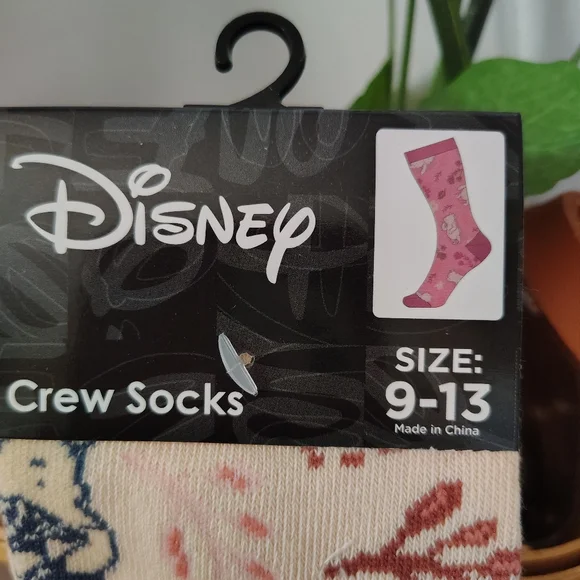 Disney
Crew Socks
SIZE:
9-13
Made in China